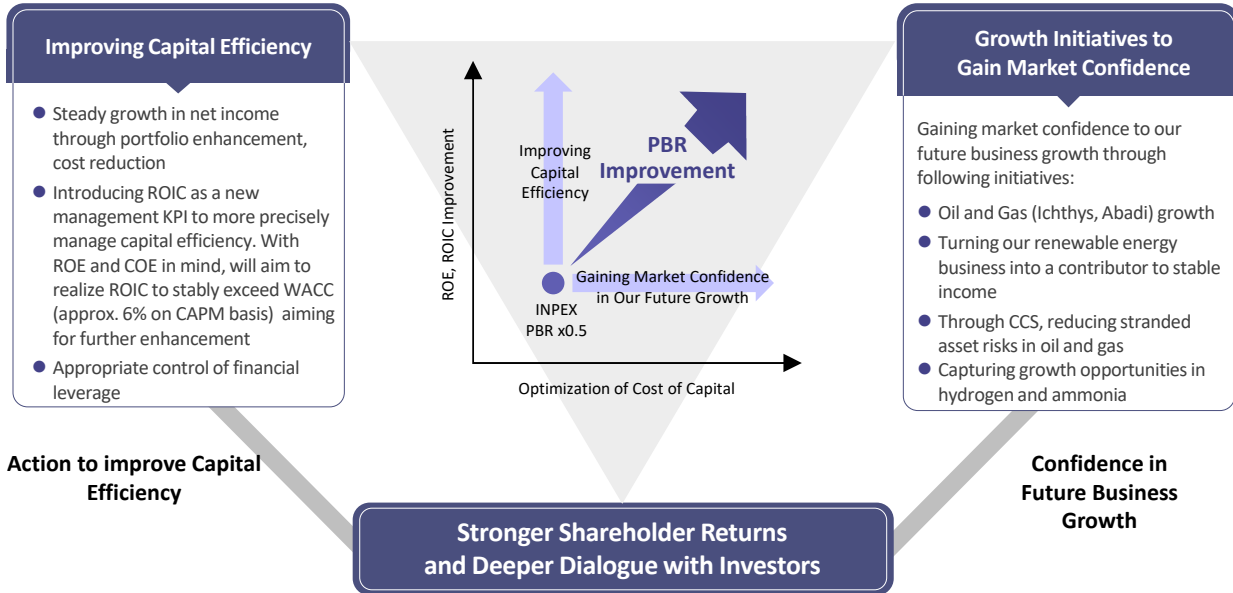 Improving Capital Efficiency
Steady growth in net income
through portfolio enhancement,
cost reduction
Introducing ROIC as a new
management KPI to more precisely
manage capital efficiency. With
ROE and COE in mind, will aim to
realize ROIC to stably exceed WACC
(approx. 6% on CAPM basis) aiming
for further enhancement
Appropriate control of financial
leverage
ROE, ROIC Improvement
Improving
Capital
Efficiency
PBR
Improvement
Gaining Market Confidence
in Our Future Growth
INPEX
PBR x0.5
Optimization of Cost of Capital
Growth Initiatives to
Gain Market Confidence
Gaining market confidence to our
future business growth through
following initiatives:
Oil and Gas (Ichthys, Abadi) growth
Turning our renewable energy
business into a contributor to stable
income
Through CCS, reducing stranded
asset risks in oil and gas
Capturing growth opportunities in
hydrogen and ammonia
Action to improve Capital
Efficiency
Confidence in
Future Business
Growth
Stronger Shareholder Returns
and Deeper Dialogue with Investors